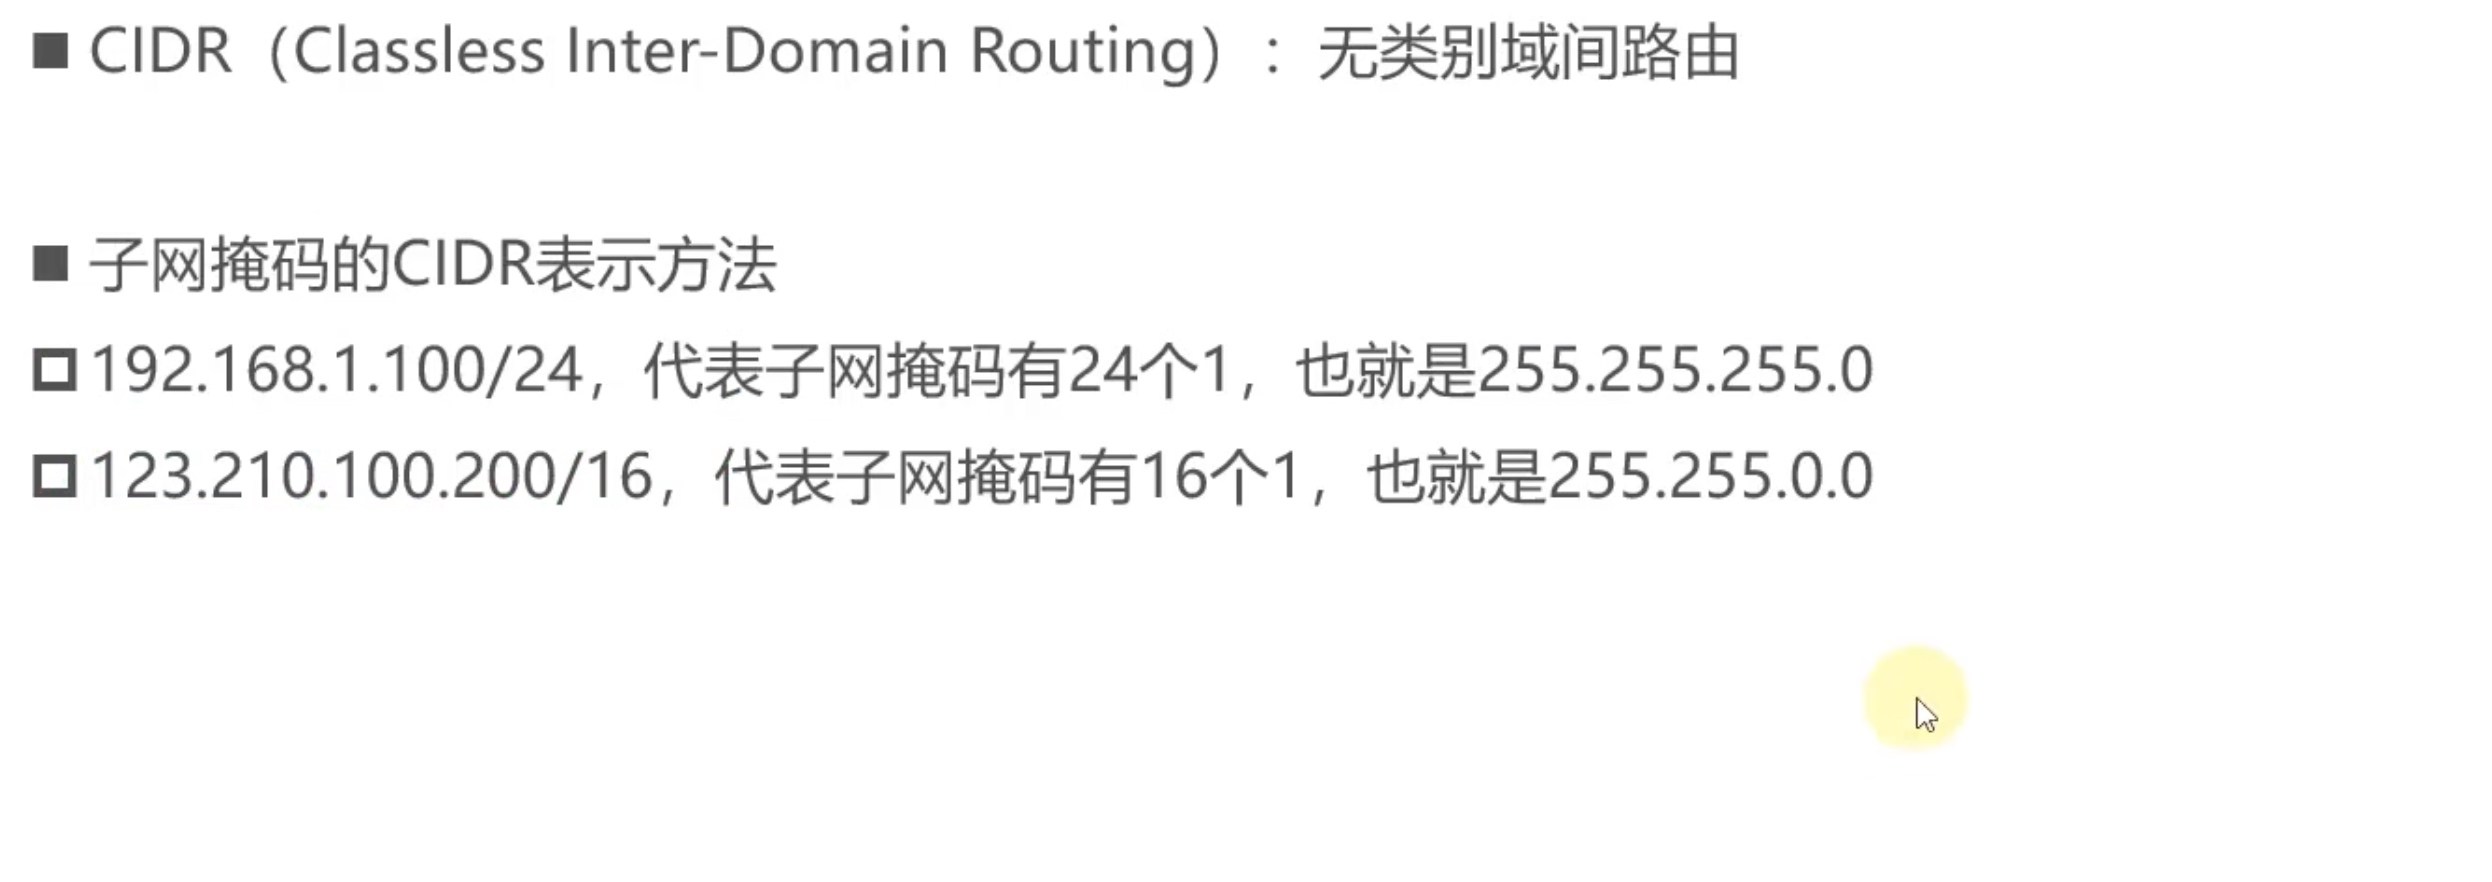 ■ CIDR（Classless Inter-Domain Routing）：无类别域间路由
■ 子网掩码的CIDR表示方法
□ 192.168.1.100/24，代表子网掩码有24个1，也就是255.255.255.0
□ 123.210.100.200/16，代表子网掩码有16个1，也就是255.255.0.0